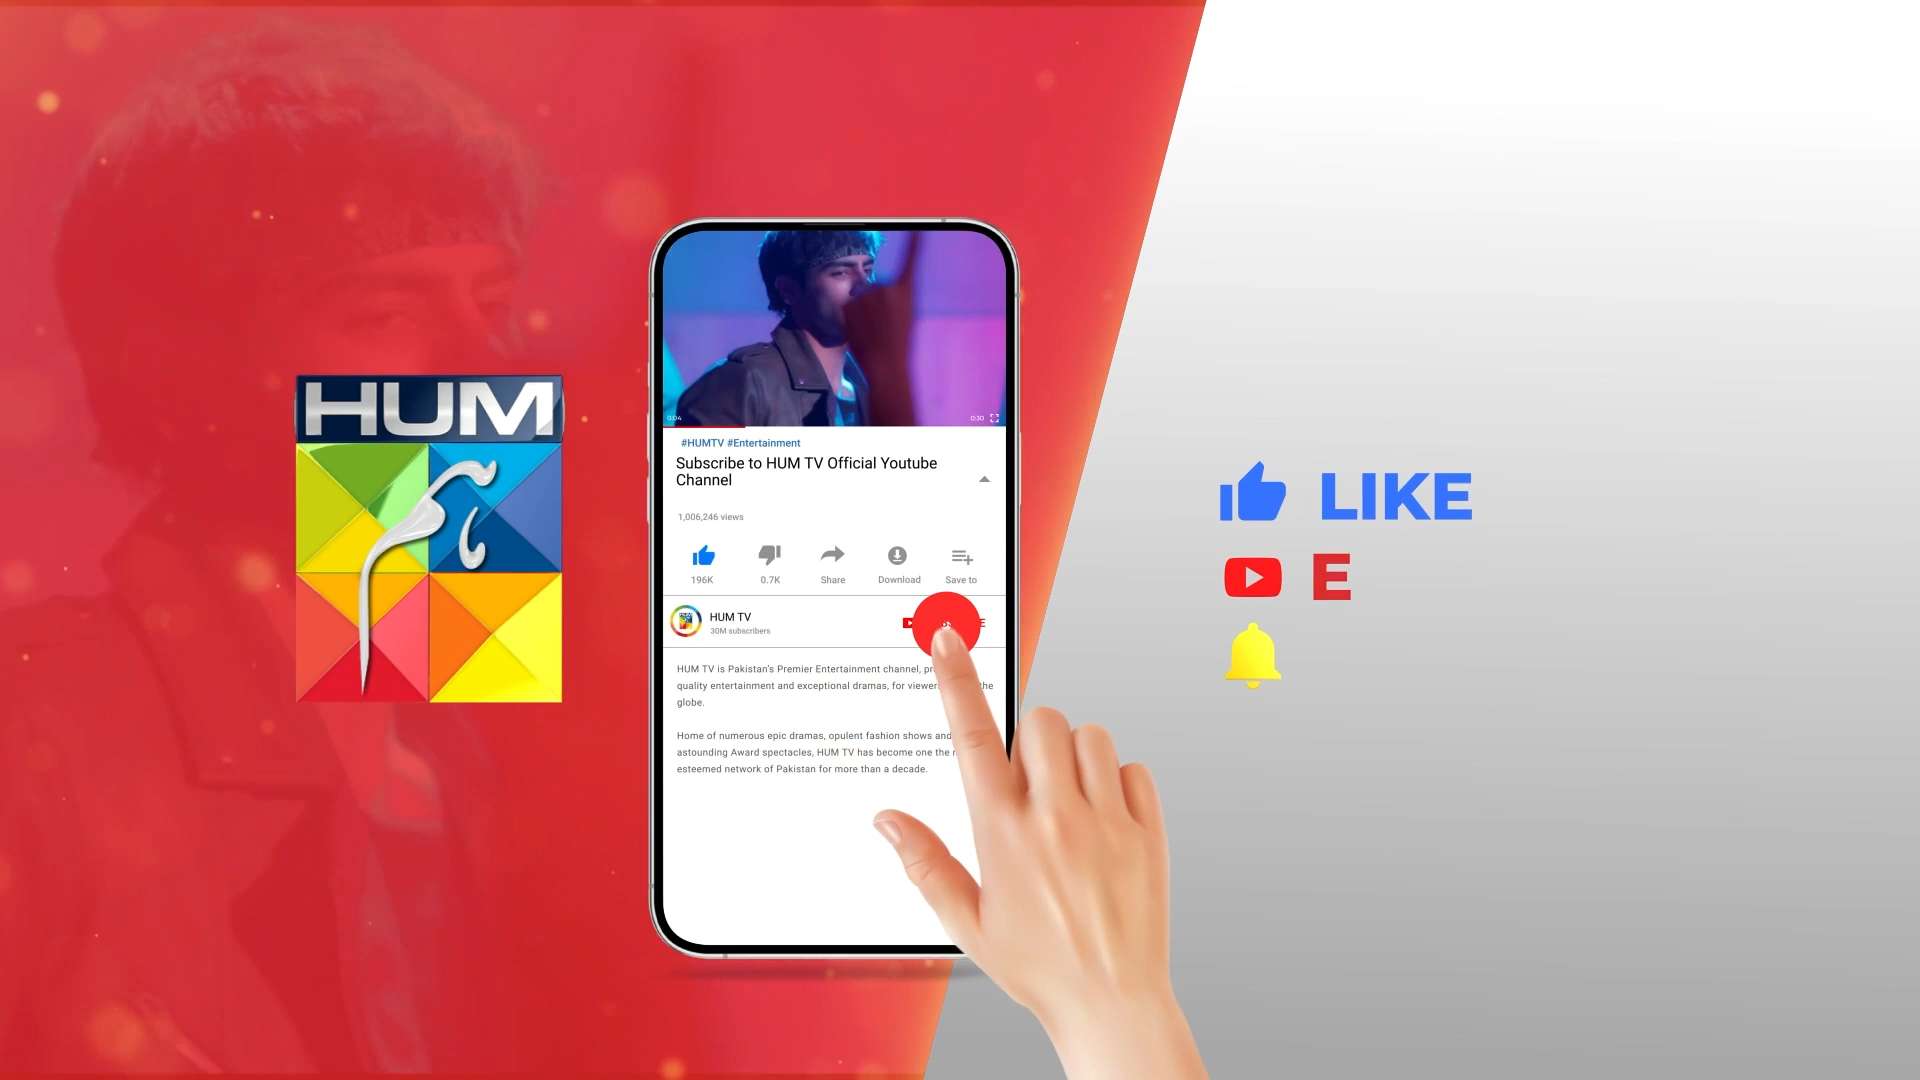 HUM
ہم
0:04
0:30
#HUMTV #Entertainment
Subscribe to HUM TV Official Youtube
Channel
1,006,246 views
196K
0.7K
Share
Download
Save to
HUM TV
30M subscribers
HUM TV is Pakistan's Premier Entertainment channel,
quality entertainment and exceptional dramas, for the
globe.
Home of numerous epic dramas, opulent fashion shows and
astounding Award spectacles, HUM TV has become one the
esteemed network of Pakistan for more than a decade.
LIKE
E